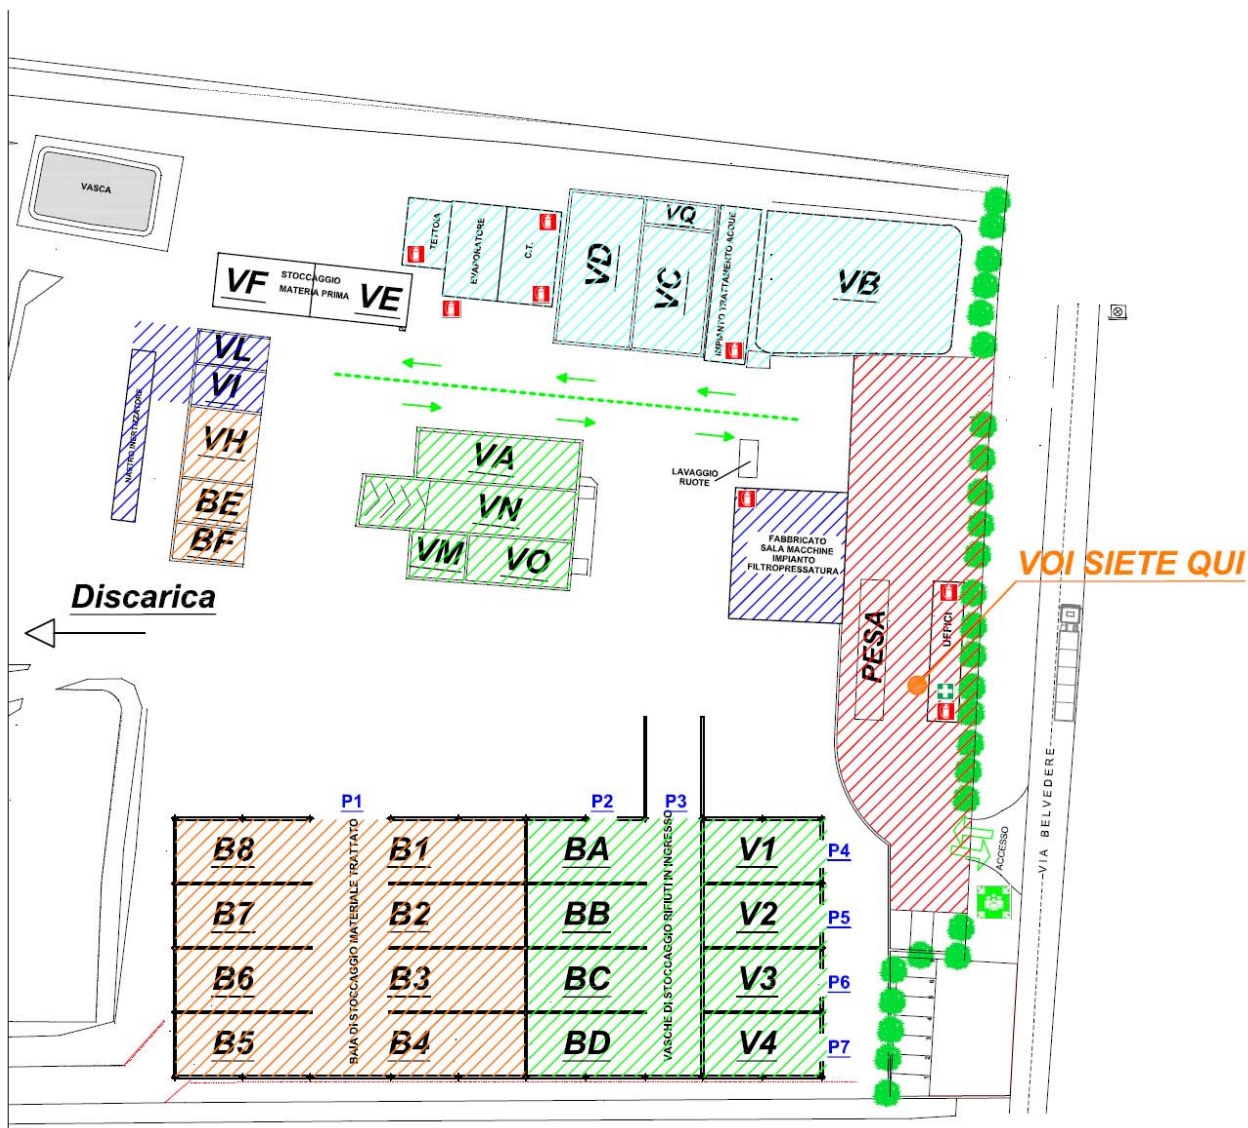 VASCA
VF
STOCCAGGIO
MATERIA PRIMA
VE
TETTOIA
EVAPORATORE
C.T.
VD
VQ
VC
IMPIANTO TRATTAMENTO ACQUE
VB
VL
VI
VH
BE
BF
NASTRO INERTIZZATORE
VA
VN
VM
VO
LAVAGGIO
RUOTE
FABBRICATO
SALA MACCHINE
IMPIANTO
FILTROPRESSATURA
VOI SIETE QUI
PESA
UFFICI
Discarica
VIA BELVEDERE
ACCESSO
P1
P2
P3
B8
B1
BA
V1
P4
B7
B2
BB
V2
P5
B6
B3
BC
V3
P6
B5
B4
BD
V4
P7
BAIA DI STOCCAGGIO MATERIALE TRATTATO
VASCHE DI STOCCAGGIO RIFIUTI IN INGRESSO